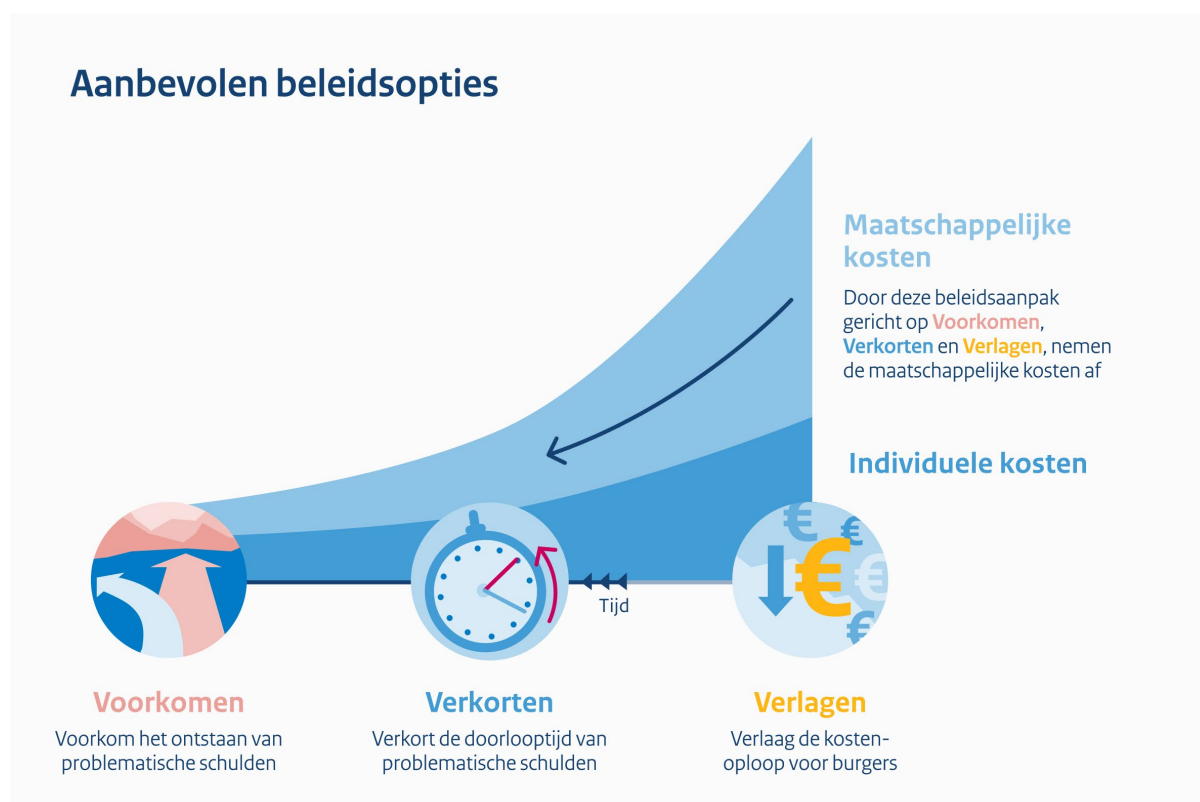 Aanbevolen beleidsopties
Maatschappelijke
kosten
Door deze beleidsaanpak
gericht op Voorkomen,
Verkorten en Verlagen, nemen
de maatschappelijke kosten af
Individuele kosten
€
€
€
€
€
Tijd
Voorkomen
Voorkom het ontstaan van
problematische schulden
Verkorten
Verkort de doorlooptijd van
problematische schulden
Verlagen
Verlaag de kosten-
oploop voor burgers